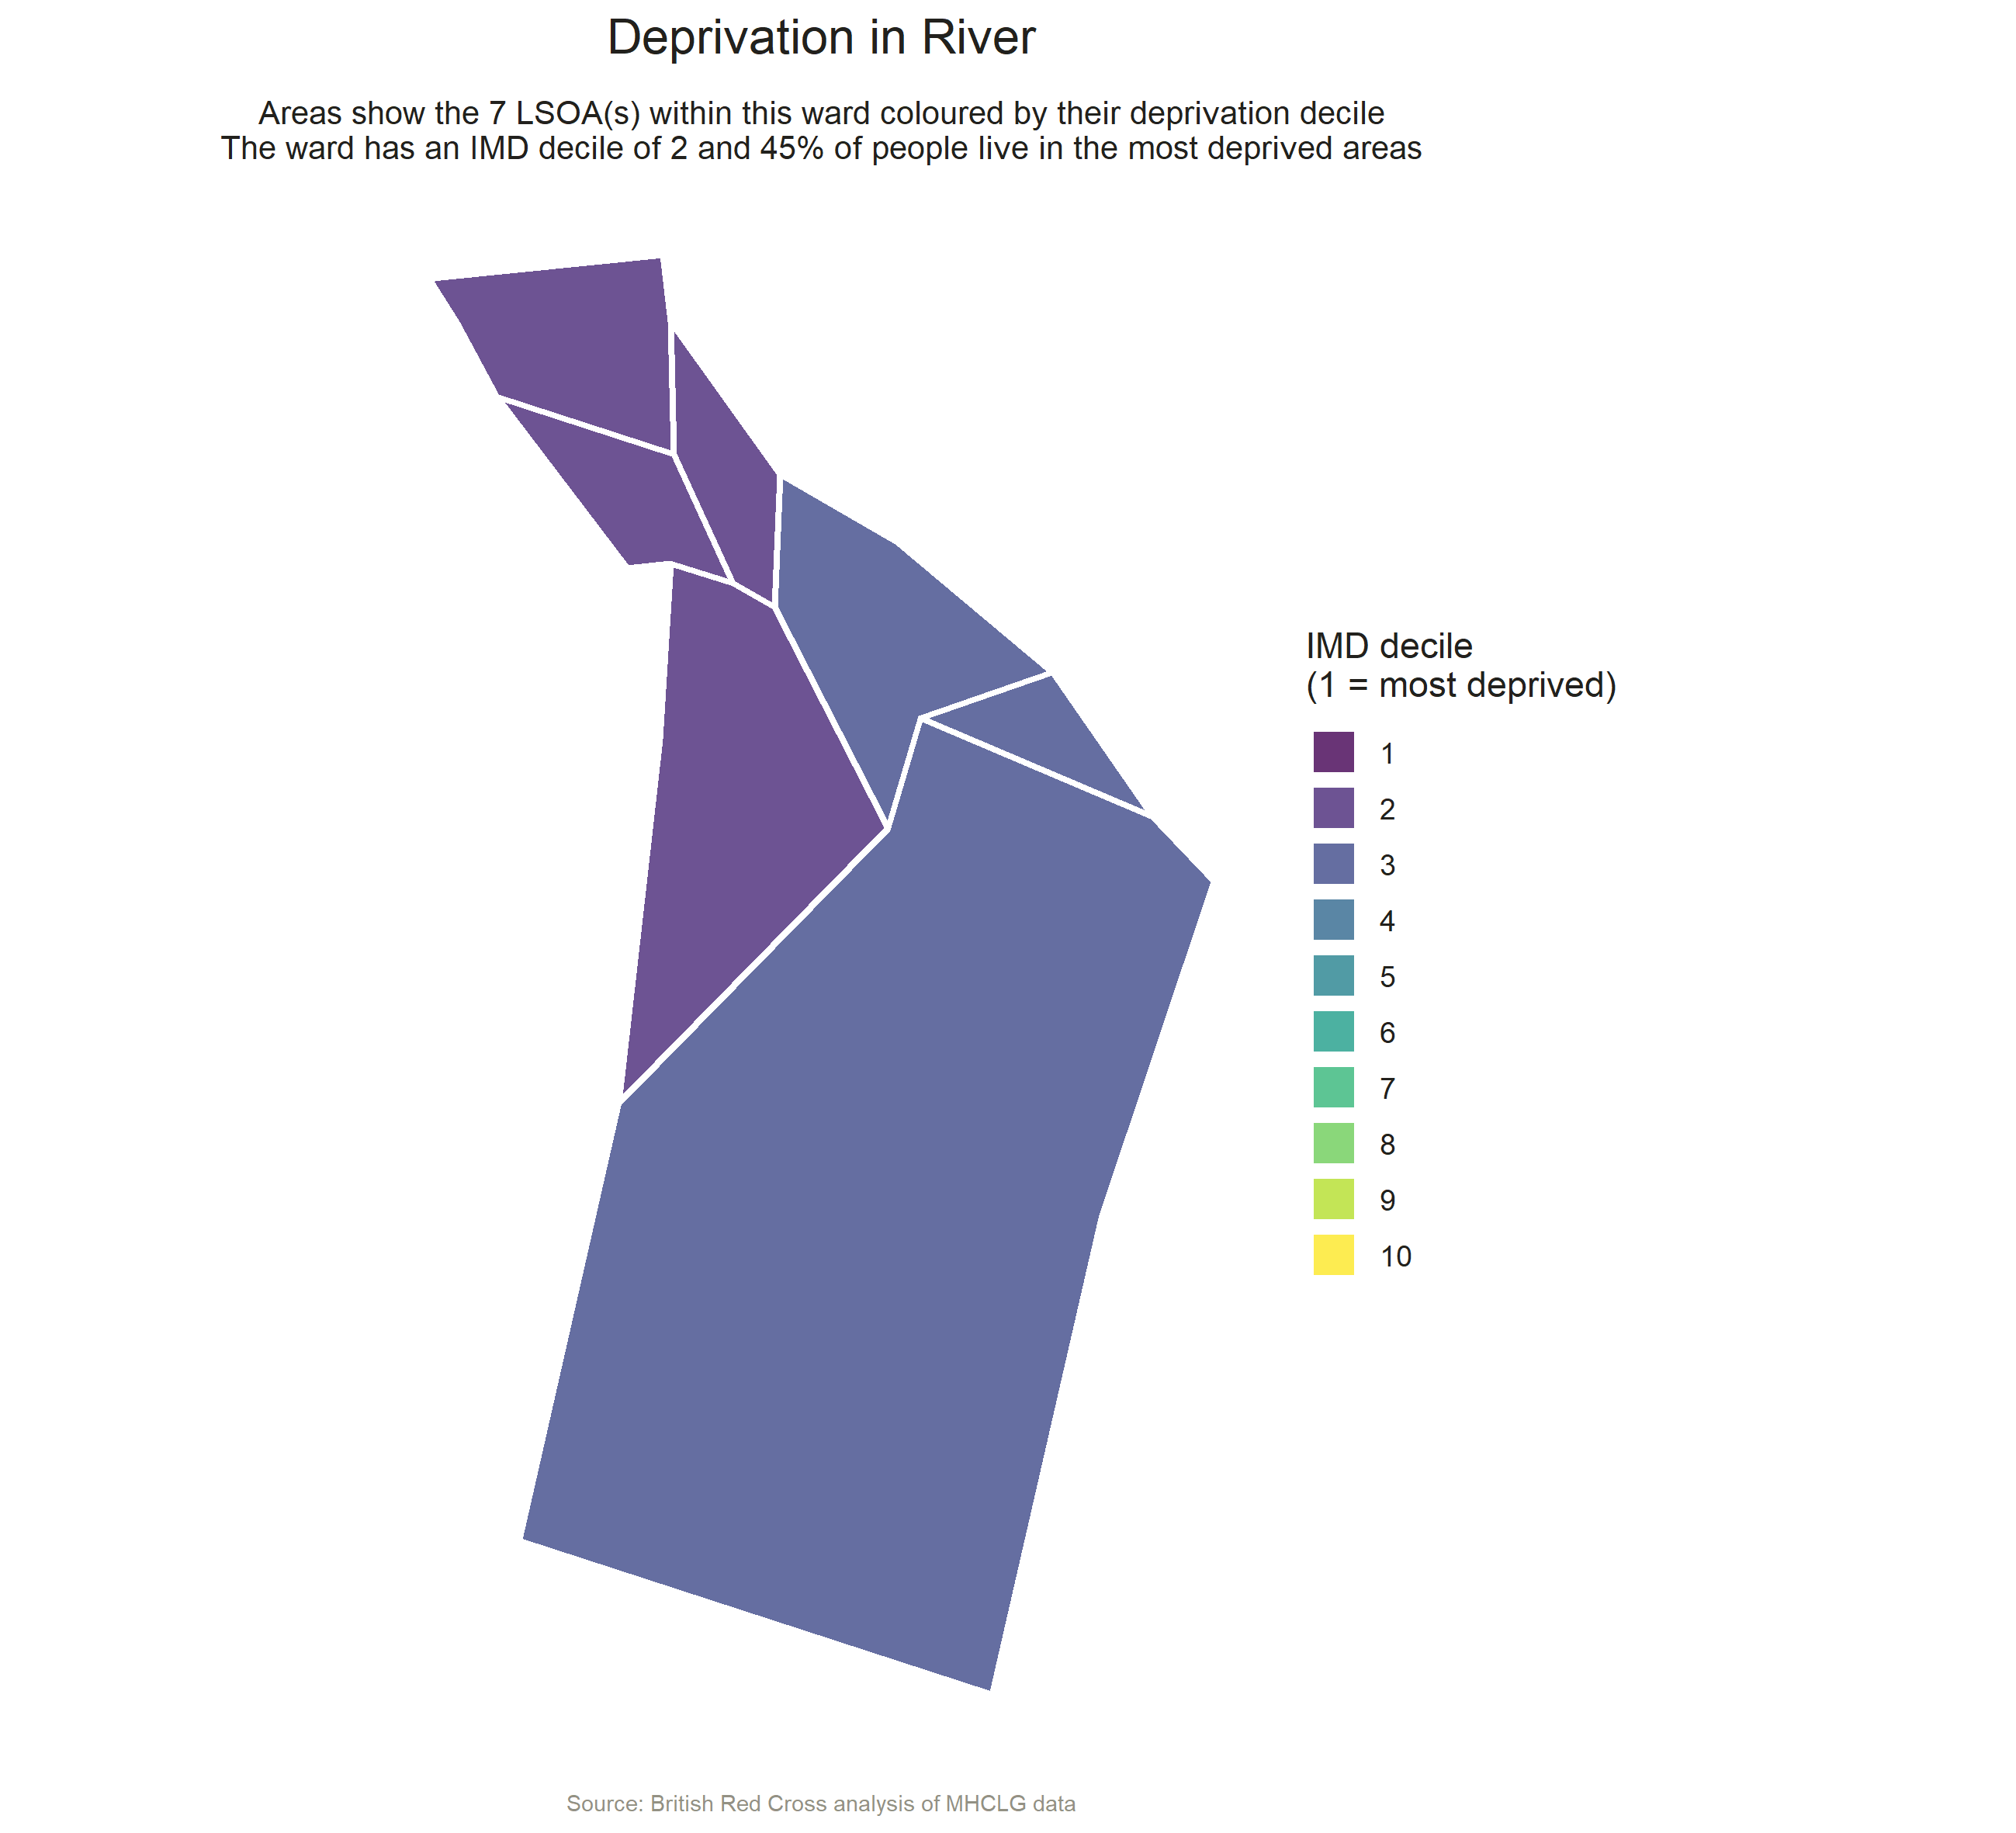 Deprivation in River
Areas show the 7 LSOA(s) within this ward coloured by their deprivation decile
The ward has an IMD decile of 2 and 45% of people live in the most deprived areas
IMD decile
(1 = most deprived)
1
2
3
4
5
6
7
8
9
10
Source: British Red Cross analysis of MHCLG data